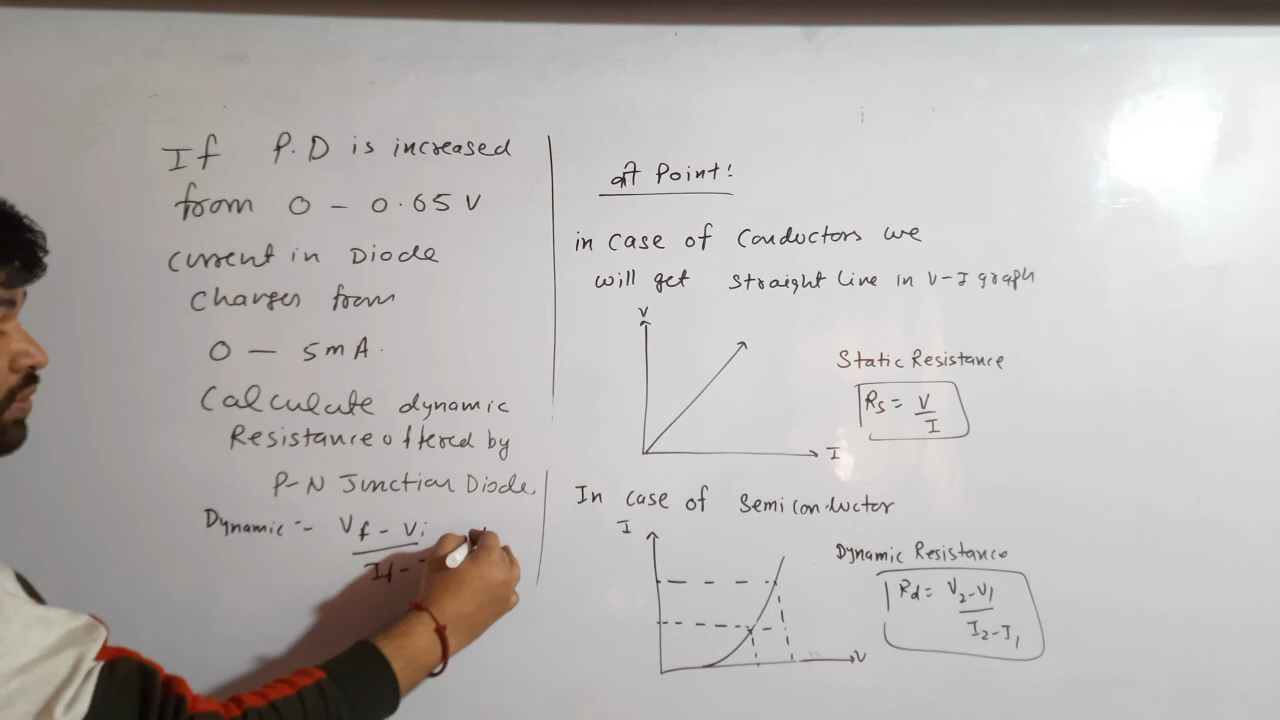 If P.D is increased
from 0 - 0.65 V
current in Diode
Changes from
0 — 5mA.
Calculate dynamic
Resistance offered by
P-N Junction Diode.
Dynamic :- Vf - Vi
If -
at Point:
in case of Conductors we
will get straight line in V-I graph
V
I
Static Resistance
Rs = V
I
In case of Semiconductor
I
V
Dynamic Resistance
Rd = V2-V1
I2-I1